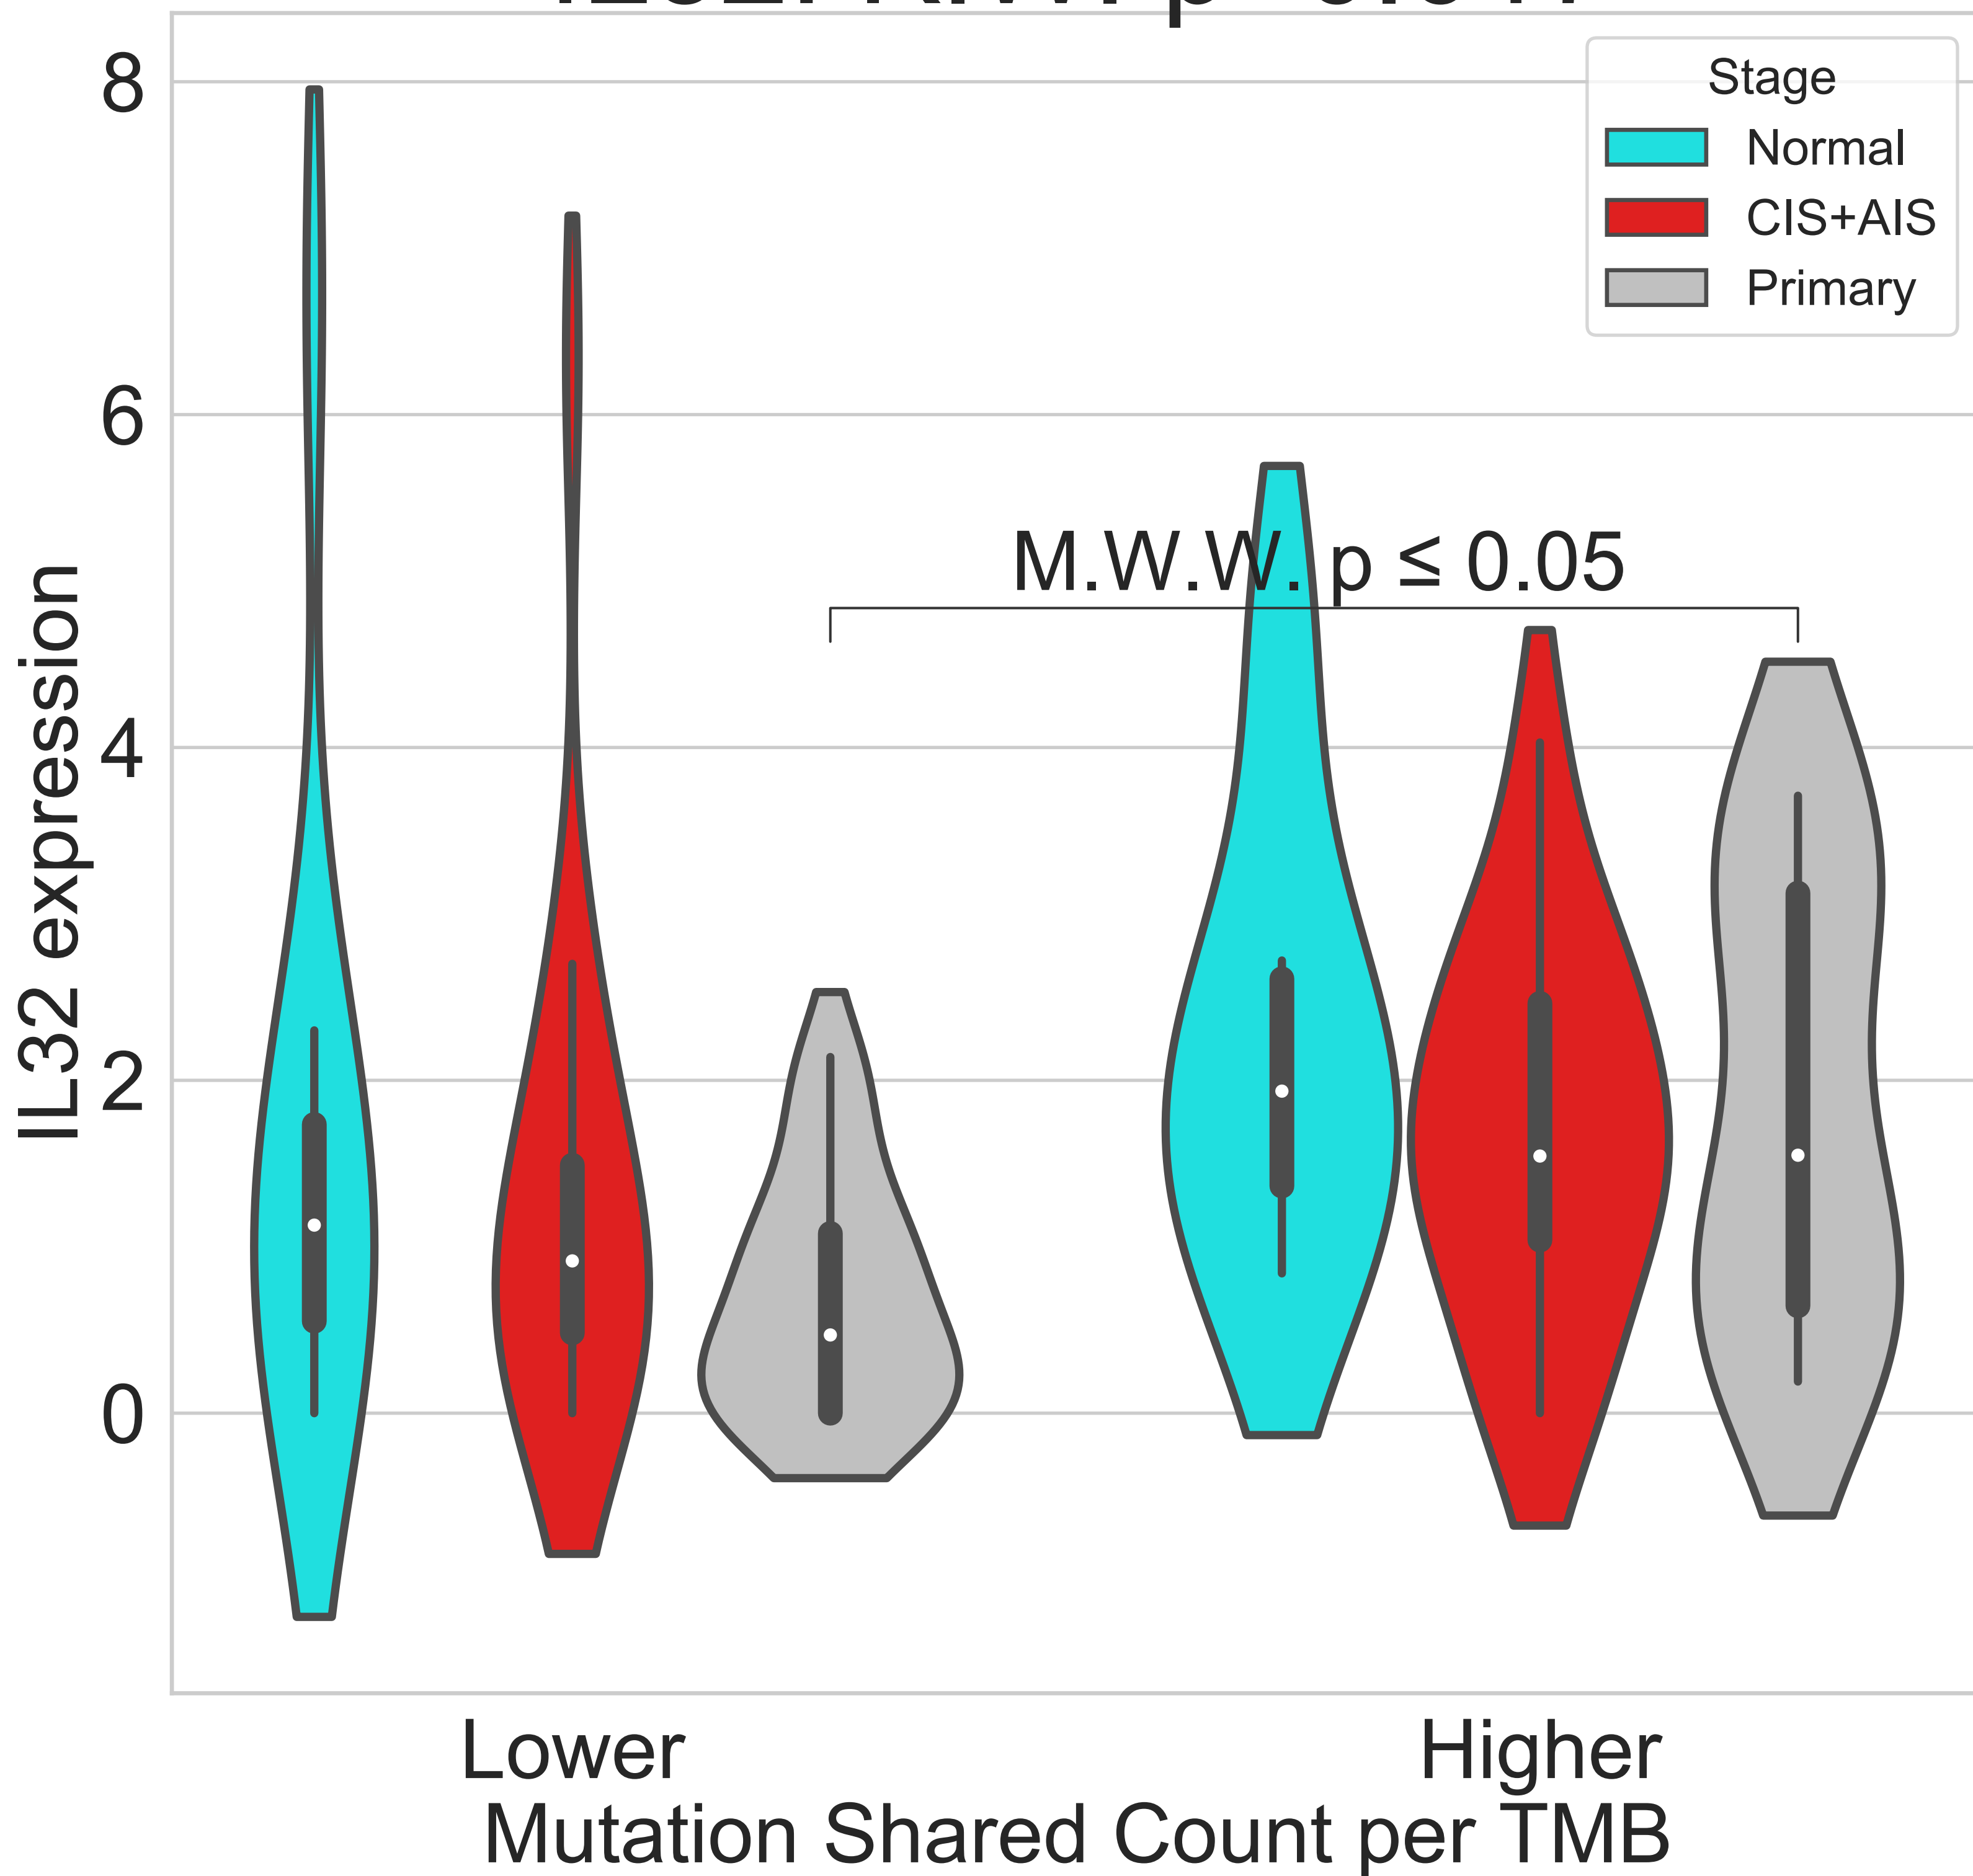 8
6
4
2
0
IL32 expression
Stage
Normal
CIS+AIS
Primary
M.W.W. p ≤ 0.05
Lower
Higher
Mutation Shared Count per TMB